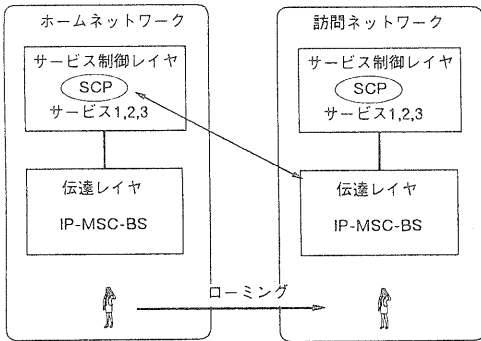 ホームネットワーク
サービス制御レイヤ
SCP
サービス1,2,3
伝達レイヤ
IP-MSC-BS
訪問ネットワーク
サービス制御レイヤ
SCP
サービス1,2,3
伝達レイヤ
IP-MSC-BS
ローミング